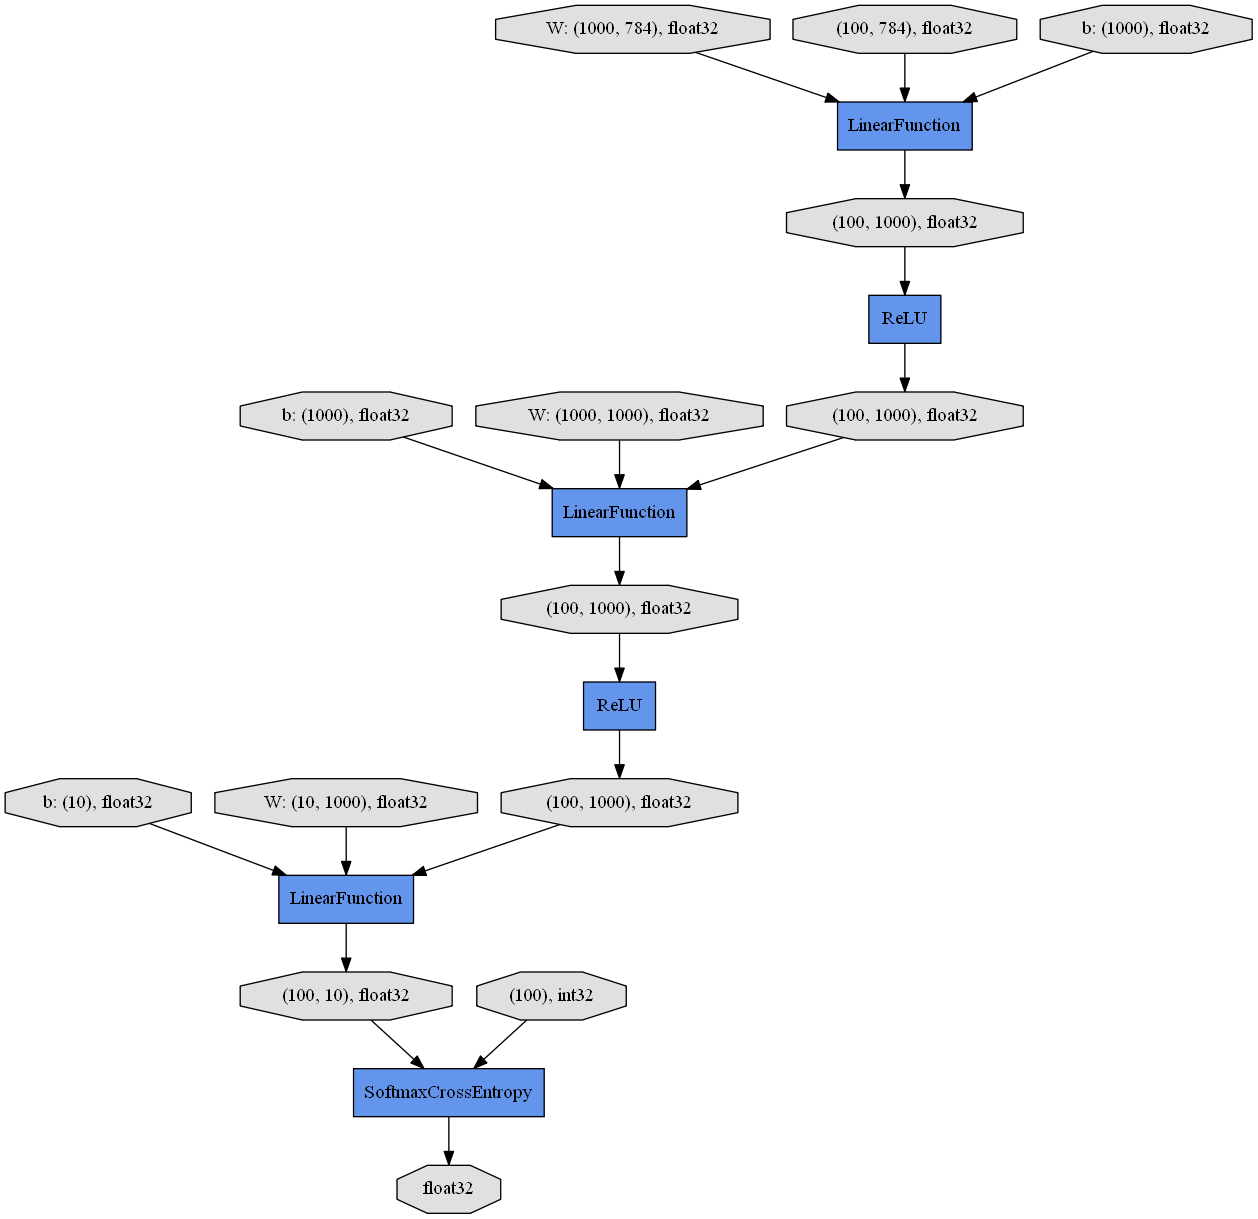 W: (1000, 784), float32
(100, 784), float32
b: (1000), float32
LinearFunction
(100, 1000), float32
ReLU
b: (1000), float32
W: (1000, 1000), float32
(100, 1000), float32
LinearFunction
(100, 1000), float32
ReLU
b: (10), float32
W: (10, 1000), float32
(100, 1000), float32
LinearFunction
(100, 10), float32
(100), int32
SoftmaxCrossEntropy
float32